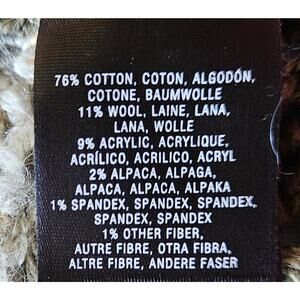 76% COTTON, COTON, ALGODÓN,
COTONE, BAUMWOLLE
11% WOOL, LAINE, LANA,
LANA, WOLLE
9% ACRYLIC, ACRYLIQUE,
ACRÍLICO, ACRILICO, ACRYL
2% ALPACA, ALPAGA,
ALPACA, ALPACA, ALPAKA
1% SPANDEX, SPANDEX, SPANDEX,
SPANDEX, SPANDEX
1% OTHER FIBER,
AUTRE FIBRE, OTRA FIBRA,
ALTRE FIBRE, ANDERE FASER